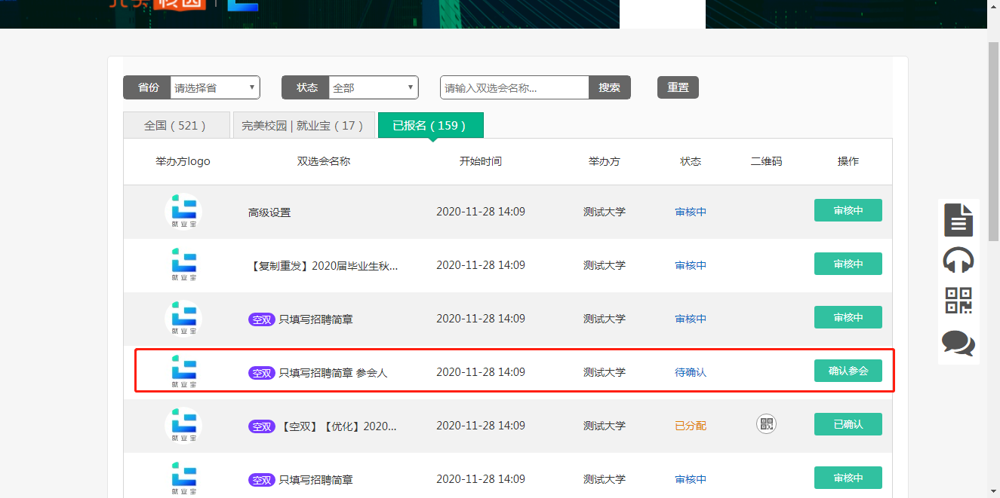 校园
省份 请选择省 状态 全部 请输入双选会名称... 搜索 重置
全国 ( 521 ) 完美校园 | 就业宝 ( 17 ) 已报名 ( 159 )
举办方logo 双选会名称 开始时间 举办方 状态 二维码 操作
就业宝 高级设置 2020-11-28 14:09 测试大学 审核中 审核中
就业宝 【复制重发】2020届毕业生秋... 2020-11-28 14:09 测试大学 审核中 审核中
就业宝 空双 只填写招聘简章 2020-11-28 14:09 测试大学 审核中 审核中
就业宝 空双 只填写招聘简章 参会人 2020-11-28 14:09 测试大学 待确认 确认参会
就业宝 空双 【空双】【优化】2020... 2020-11-28 14:09 测试大学 已分配 已确认
就业宝 空双 只填写招聘简章 2020-11-28 14:09 测试大学 审核中 审核中